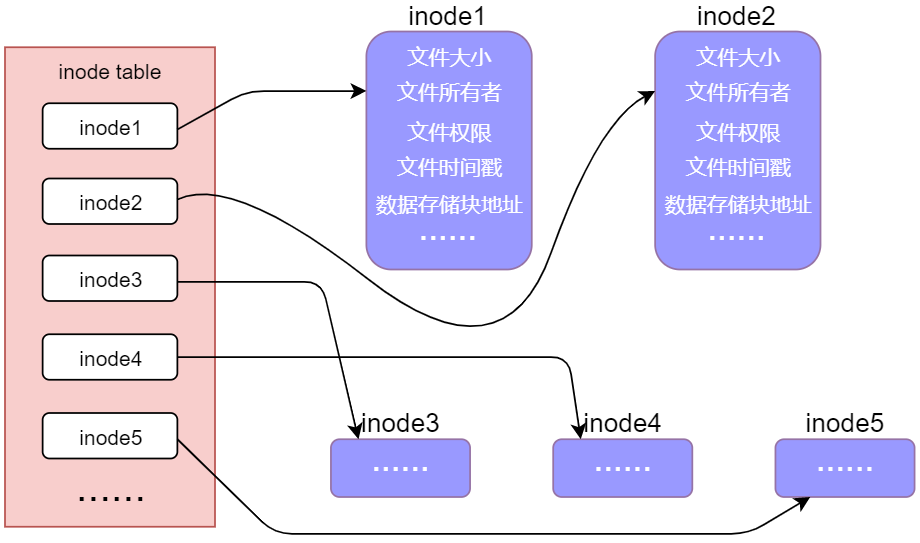 inode1
inode2
inode table
inode1
inode2
inode3
inode4
inode5
......
文件大小
文件所有者
文件权限
文件时间戳
数据存储块地址
......
文件大小
文件所有者
文件权限
文件时间戳
数据存储块地址
......
inode3
......
inode4
......
inode5
......